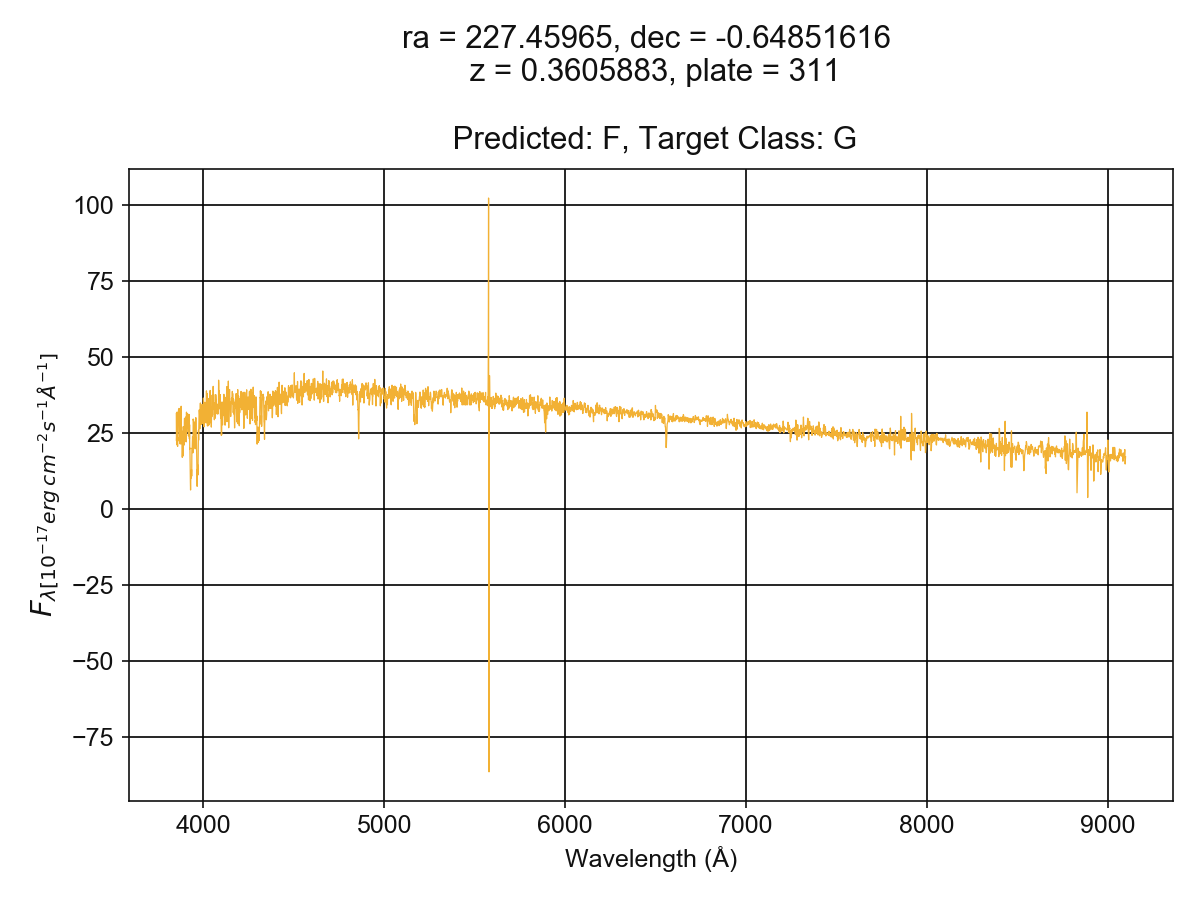 ra = 227.45965, dec = -0.64851616
z = 0.3605883, plate = 311
Predicted: F, Target Class: G
100
75
50
25
0
−25
−50
−75
F_λ[10⁻¹⁷erg cm⁻²s⁻¹Å⁻¹]
4000 5000 6000 7000 8000 9000
Wavelength (Å)